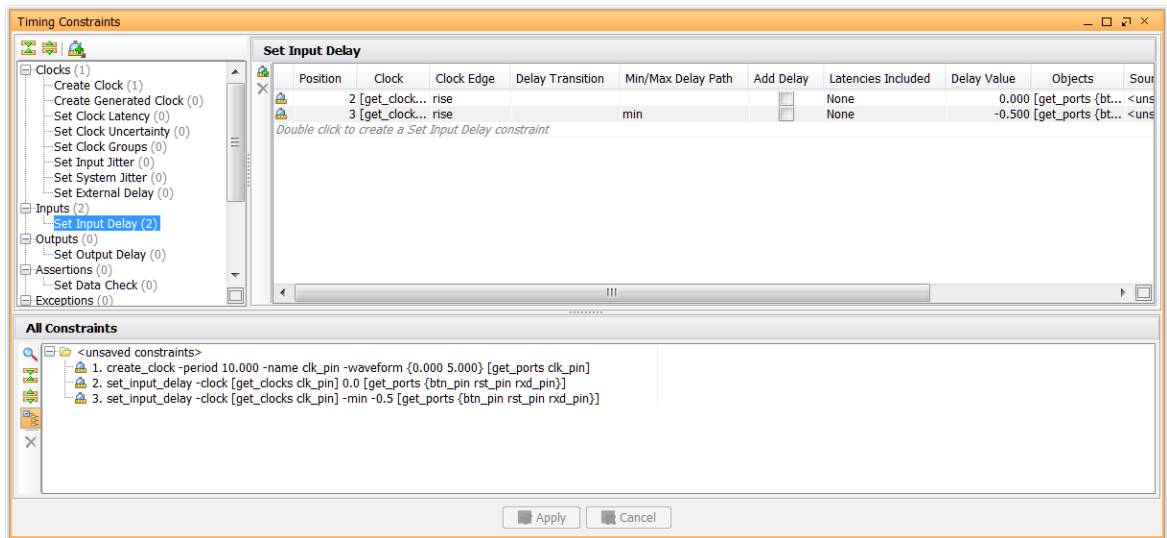 Timing Constraints
Set Input Delay
Clocks (1)
Create Clock (1)
Create Generated Clock (0)
Set Clock Latency (0)
Set Clock Uncertainty (0)
Set Clock Groups (0)
Set Input Jitter (0)
Set System Jitter (0)
Set External Delay (0)
Inputs (2)
Set Input Delay (2)
Outputs (0)
Set Output Delay (0)
Assertions (0)
Set Data Check (0)
Exceptions (0)
Position Clock Clock Edge Delay Transition Min/Max Delay Path Add Delay Latencies Included Delay Value Objects Sour
2 [get_clock... rise None 0.000 [get_ports {bt... <uns
3 [get_clock... rise min None -0.500 [get_ports {bt... <uns
Double click to create a Set Input Delay constraint
All Constraints
<unsaved constraints>
1. create_clock -period 10.000 -name clk_pin -waveform {0.000 5.000} [get_ports clk_pin]
2. set_input_delay -clock [get_clocks clk_pin] 0.0 [get_ports {btn_pin rst_pin rxd_pin}]
3. set_input_delay -clock [get_clocks clk_pin] -min -0.5 [get_ports {btn_pin rst_pin rxd_pin}]
Apply Cancel